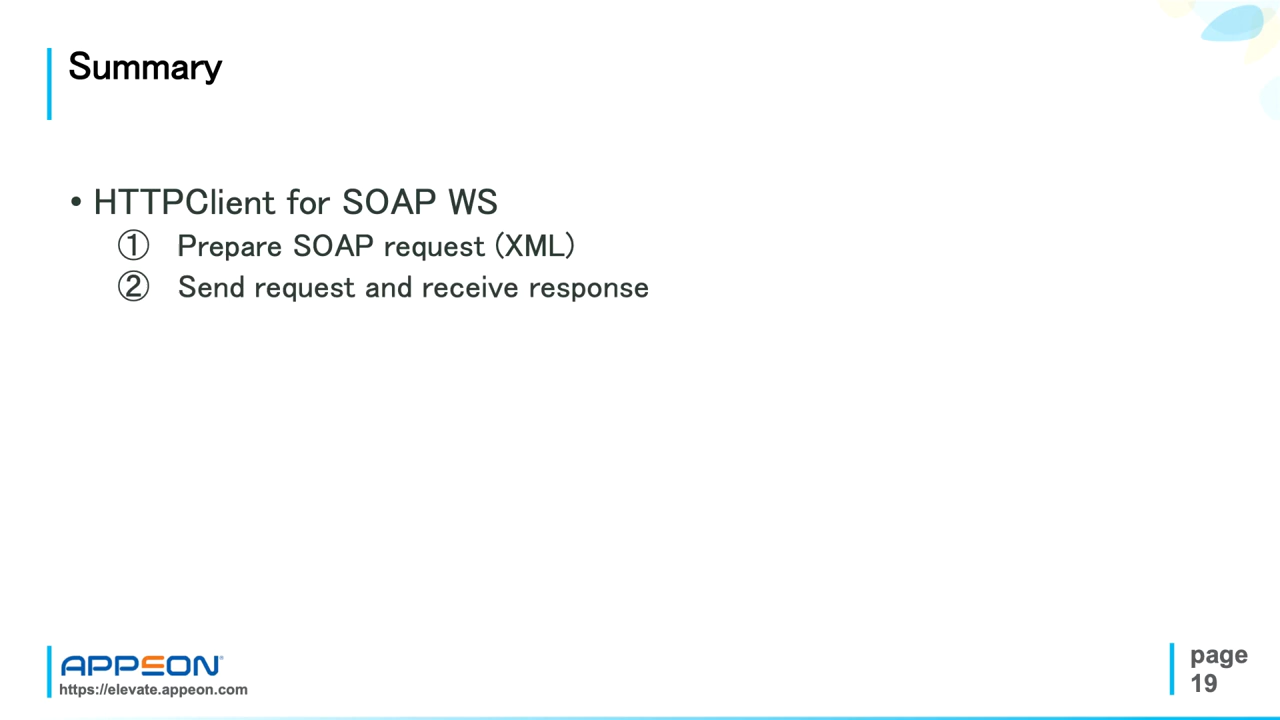 Summary
• HTTPClient for SOAP WS
① Prepare SOAP request (XML)
② Send request and receive response
APPEON®
https://elevate.appeon.com
page
19